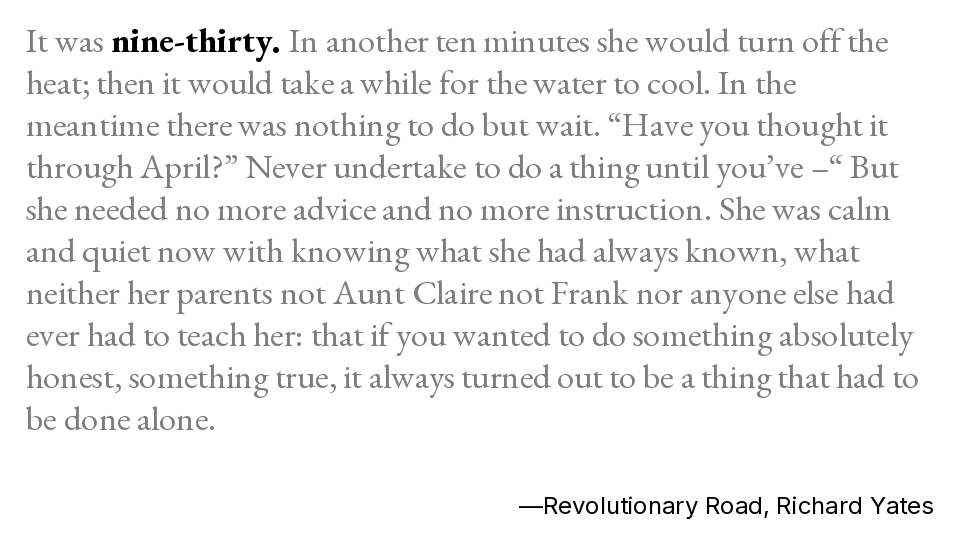 It was nine-thirty. In another ten minutes she would turn off the
heat; then it would take a while for the water to cool. In the
meantime there was nothing to do but wait. “Have you thought it
through April?” Never undertake to do a thing until you’ve –“ But
she needed no more advice and no more instruction. She was calm
and quiet now with knowing what she had always known, what
neither her parents not Aunt Claire not Frank nor anyone else had
ever had to teach her: that if you wanted to do something absolutely
honest, something true, it always turned out to be a thing that had to
be done alone.
—Revolutionary Road, Richard Yates